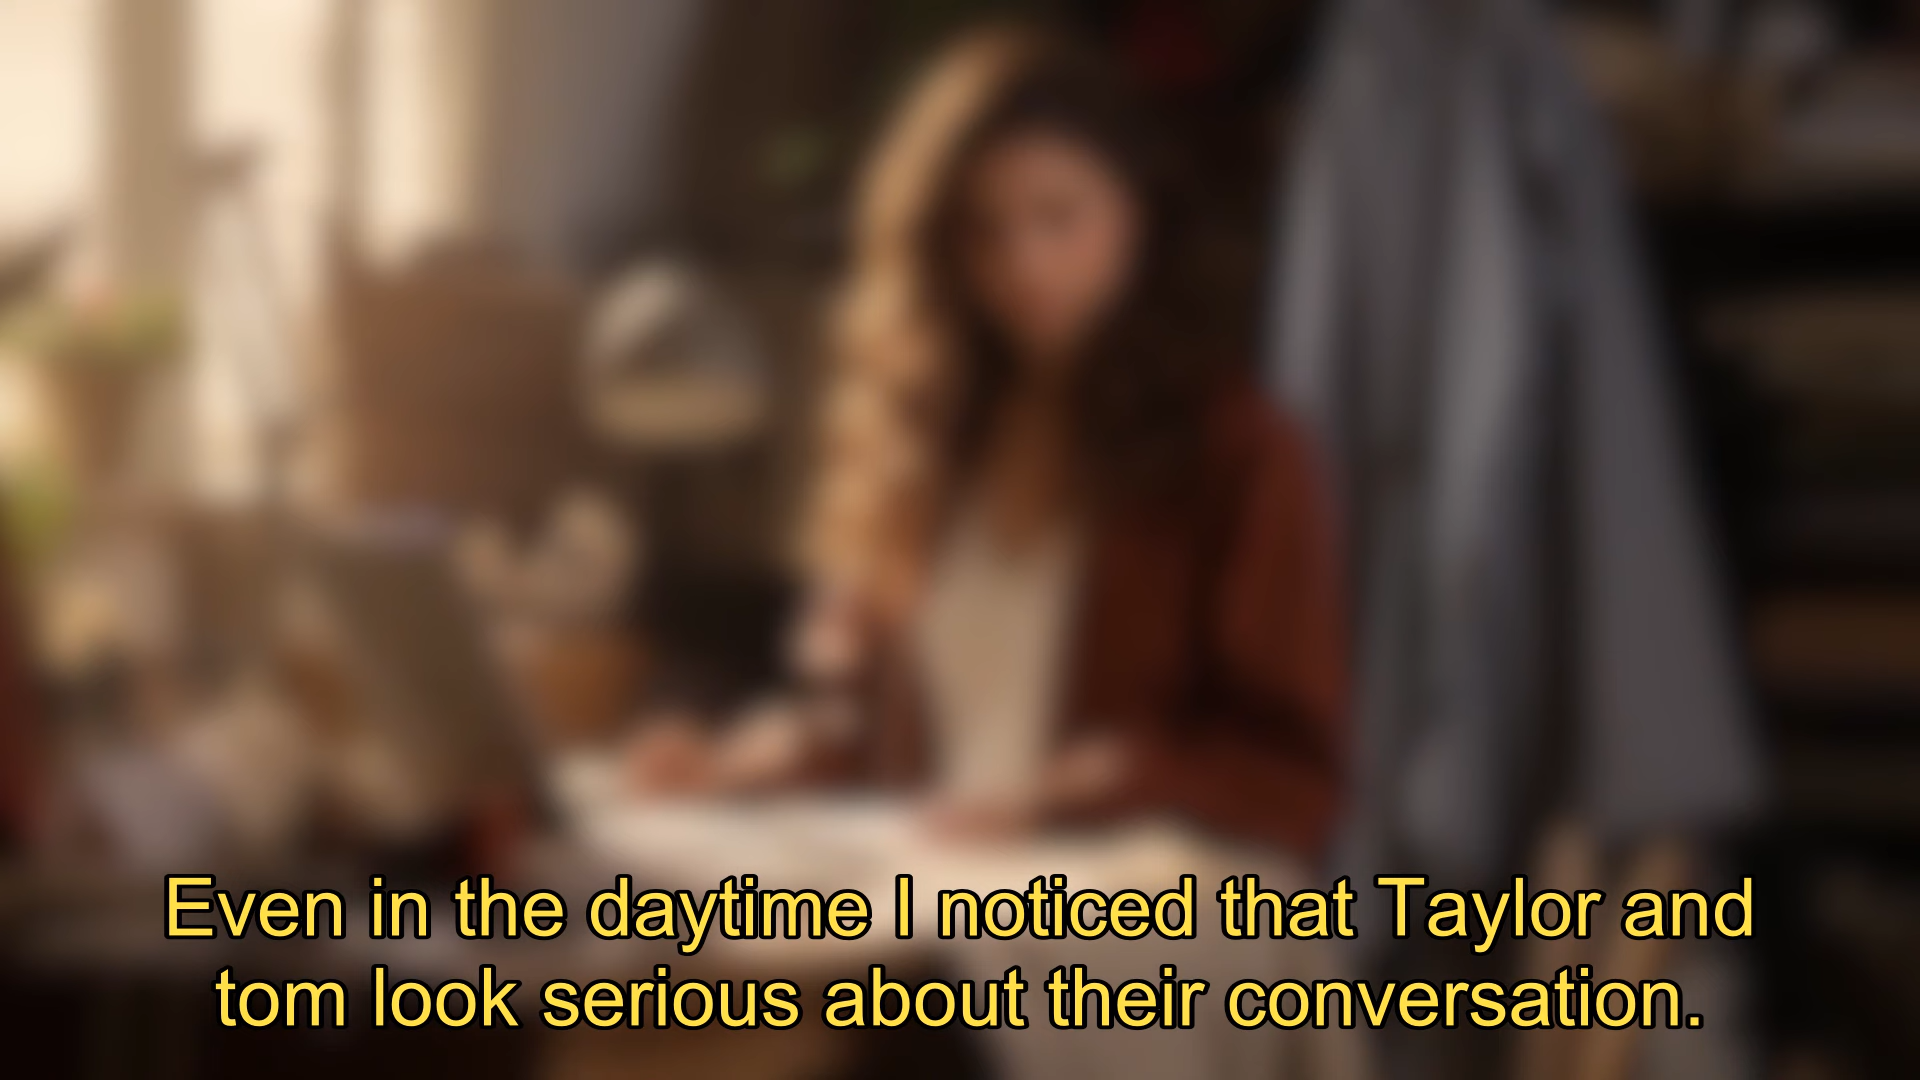 Even in the daytime I noticed that Taylor and
tom look serious about their conversation.